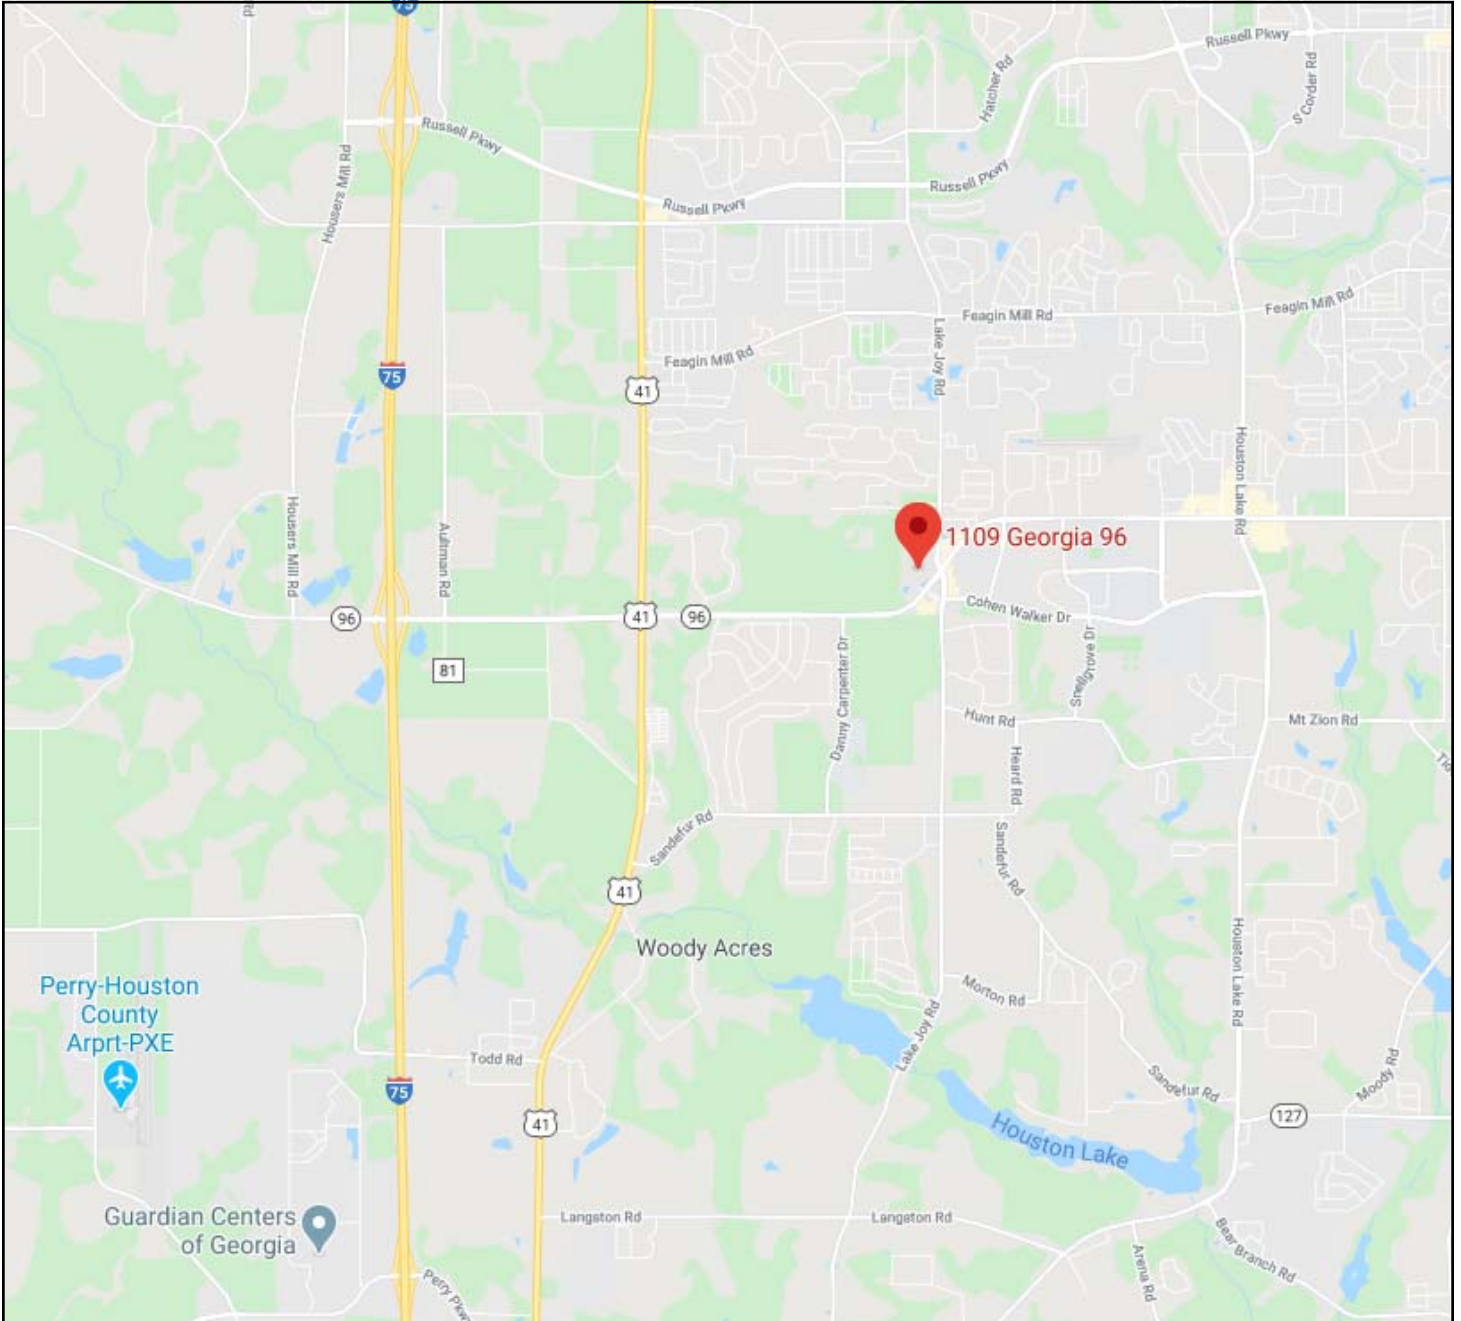 75
Rd
Russell Pkwy
S Corder Rd
Hatcher Rd
Russell Pkwy
Housers Mill Rd
Russell Pkwy
Russell Pkwy
Feagin Mill Rd
Feagin Mill Rd
Lake Joy Rd
Feagin Mill Rd
75
41
Houston Lake Rd
Housers Mill Rd
Aultman Rd
1109 Georgia 96
96
41
96
Cohen Walker Dr
Snellgrove Dr
81
Danny Carpenter Dr
Hunt Rd
Mt Zion Rd
Heard Rd
Sandefur Rd
Sandefur Rd
41
Woody Acres
Houston Lake Rd
Perry-Houston
County
Arprt-PXE
Morton Rd
Lake Joy Rd
Todd Rd
75
Sandefur Rd
Moody Rd
41
127
Houston Lake
Guardian Centers
of Georgia
Langston Rd
Langston Rd
Bear Branch Rd
Arena Rd
Perry Pkw